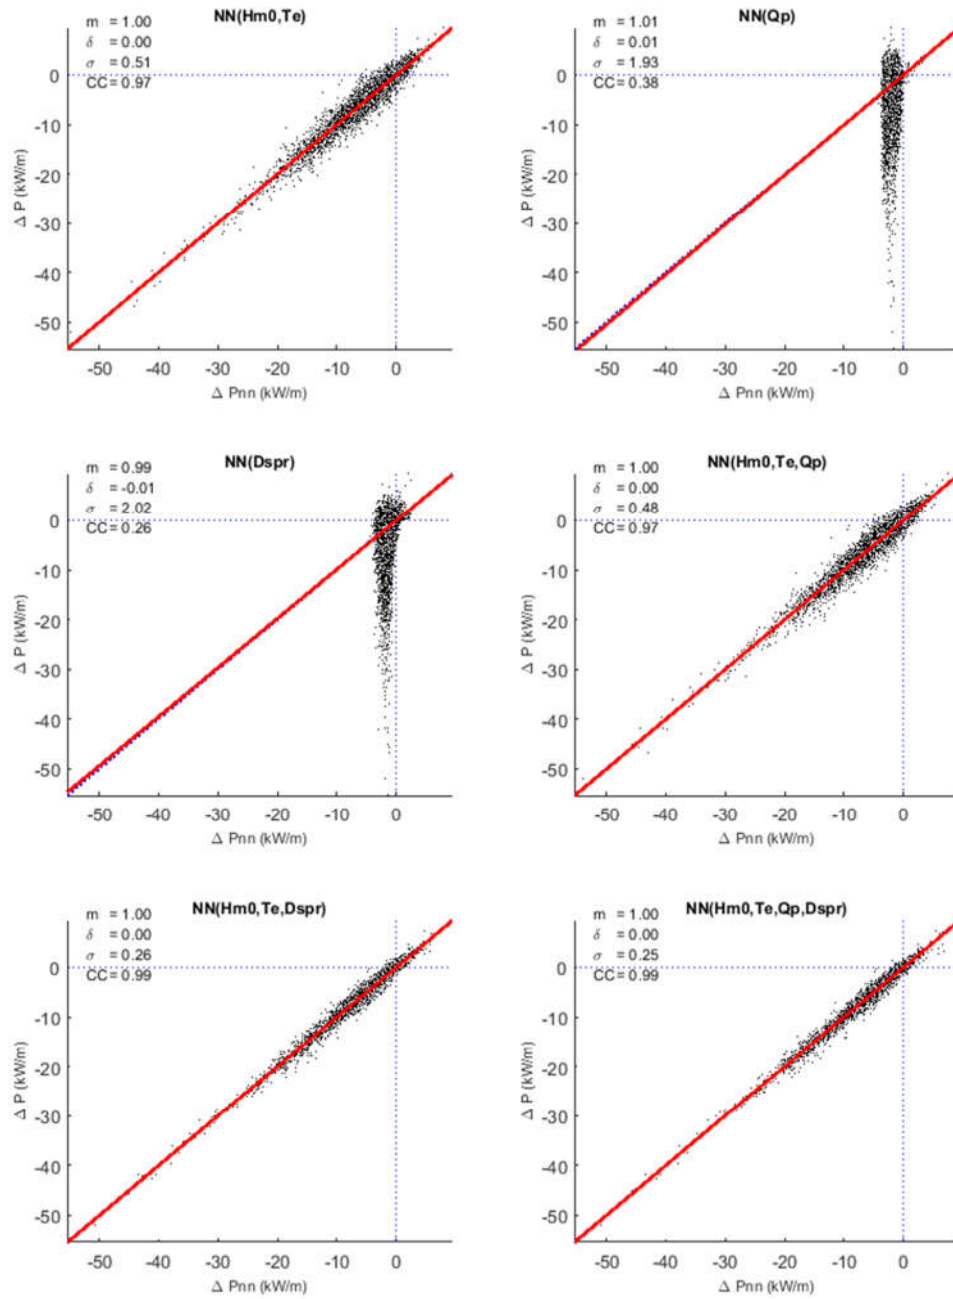 NN(Hm0,Te)
m = 1.00
δ = 0.00
σ = 0.51
CC = 0.97
0
-10
-20
-30
-40
-50
Δ P (kW/m)
-50 -40 -30 -20 -10 0
Δ Pnn (kW/m)
NN(Qp)
m = 1.01
δ = 0.01
σ = 1.93
CC = 0.38
0
-10
-20
-30
-40
-50
Δ P (kW/m)
-50 -40 -30 -20 -10 0
Δ Pnn (kW/m)
NN(Dspr)
m = 0.99
δ = -0.01
σ = 2.02
CC = 0.26
0
-10
-20
-30
-40
-50
Δ P (kW/m)
-50 -40 -30 -20 -10 0
Δ Pnn (kW/m)
NN(Hm0,Te,Qp)
m = 1.00
δ = 0.00
σ = 0.48
CC = 0.97
0
-10
-20
-30
-40
-50
Δ P (kW/m)
-50 -40 -30 -20 -10 0
Δ Pnn (kW/m)
NN(Hm0,Te,Dspr)
m = 1.00
δ = 0.00
σ = 0.26
CC = 0.99
0
-10
-20
-30
-40
-50
Δ P (kW/m)
-50 -40 -30 -20 -10 0
Δ Pnn (kW/m)
NN(Hm0,Te,Qp,Dspr)
m = 1.00
δ = 0.00
σ = 0.25
CC = 0.99
0
-10
-20
-30
-40
-50
Δ P (kW/m)
-50 -40 -30 -20 -10 0
Δ Pnn (kW/m)